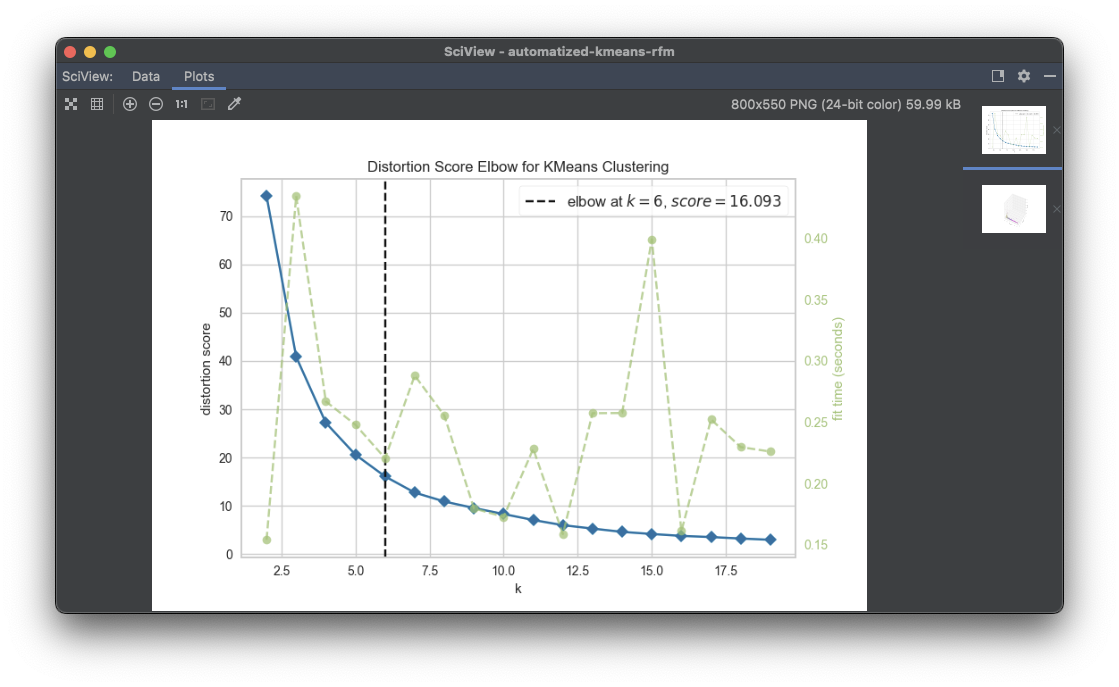 SciView - automatized-kmeans-rfm
SciView: Data Plots
1:1 800x550 PNG (24-bit color) 59.99 kB
Distortion Score Elbow for KMeans Clustering
elbow at k = 6, score = 16.093
distortion score
70
60
50
40
30
20
10
0
0.40
0.35
0.30
0.25
0.20
0.15
fit time (seconds)
2.5 5.0 7.5 10.0 12.5 15.0 17.5
k